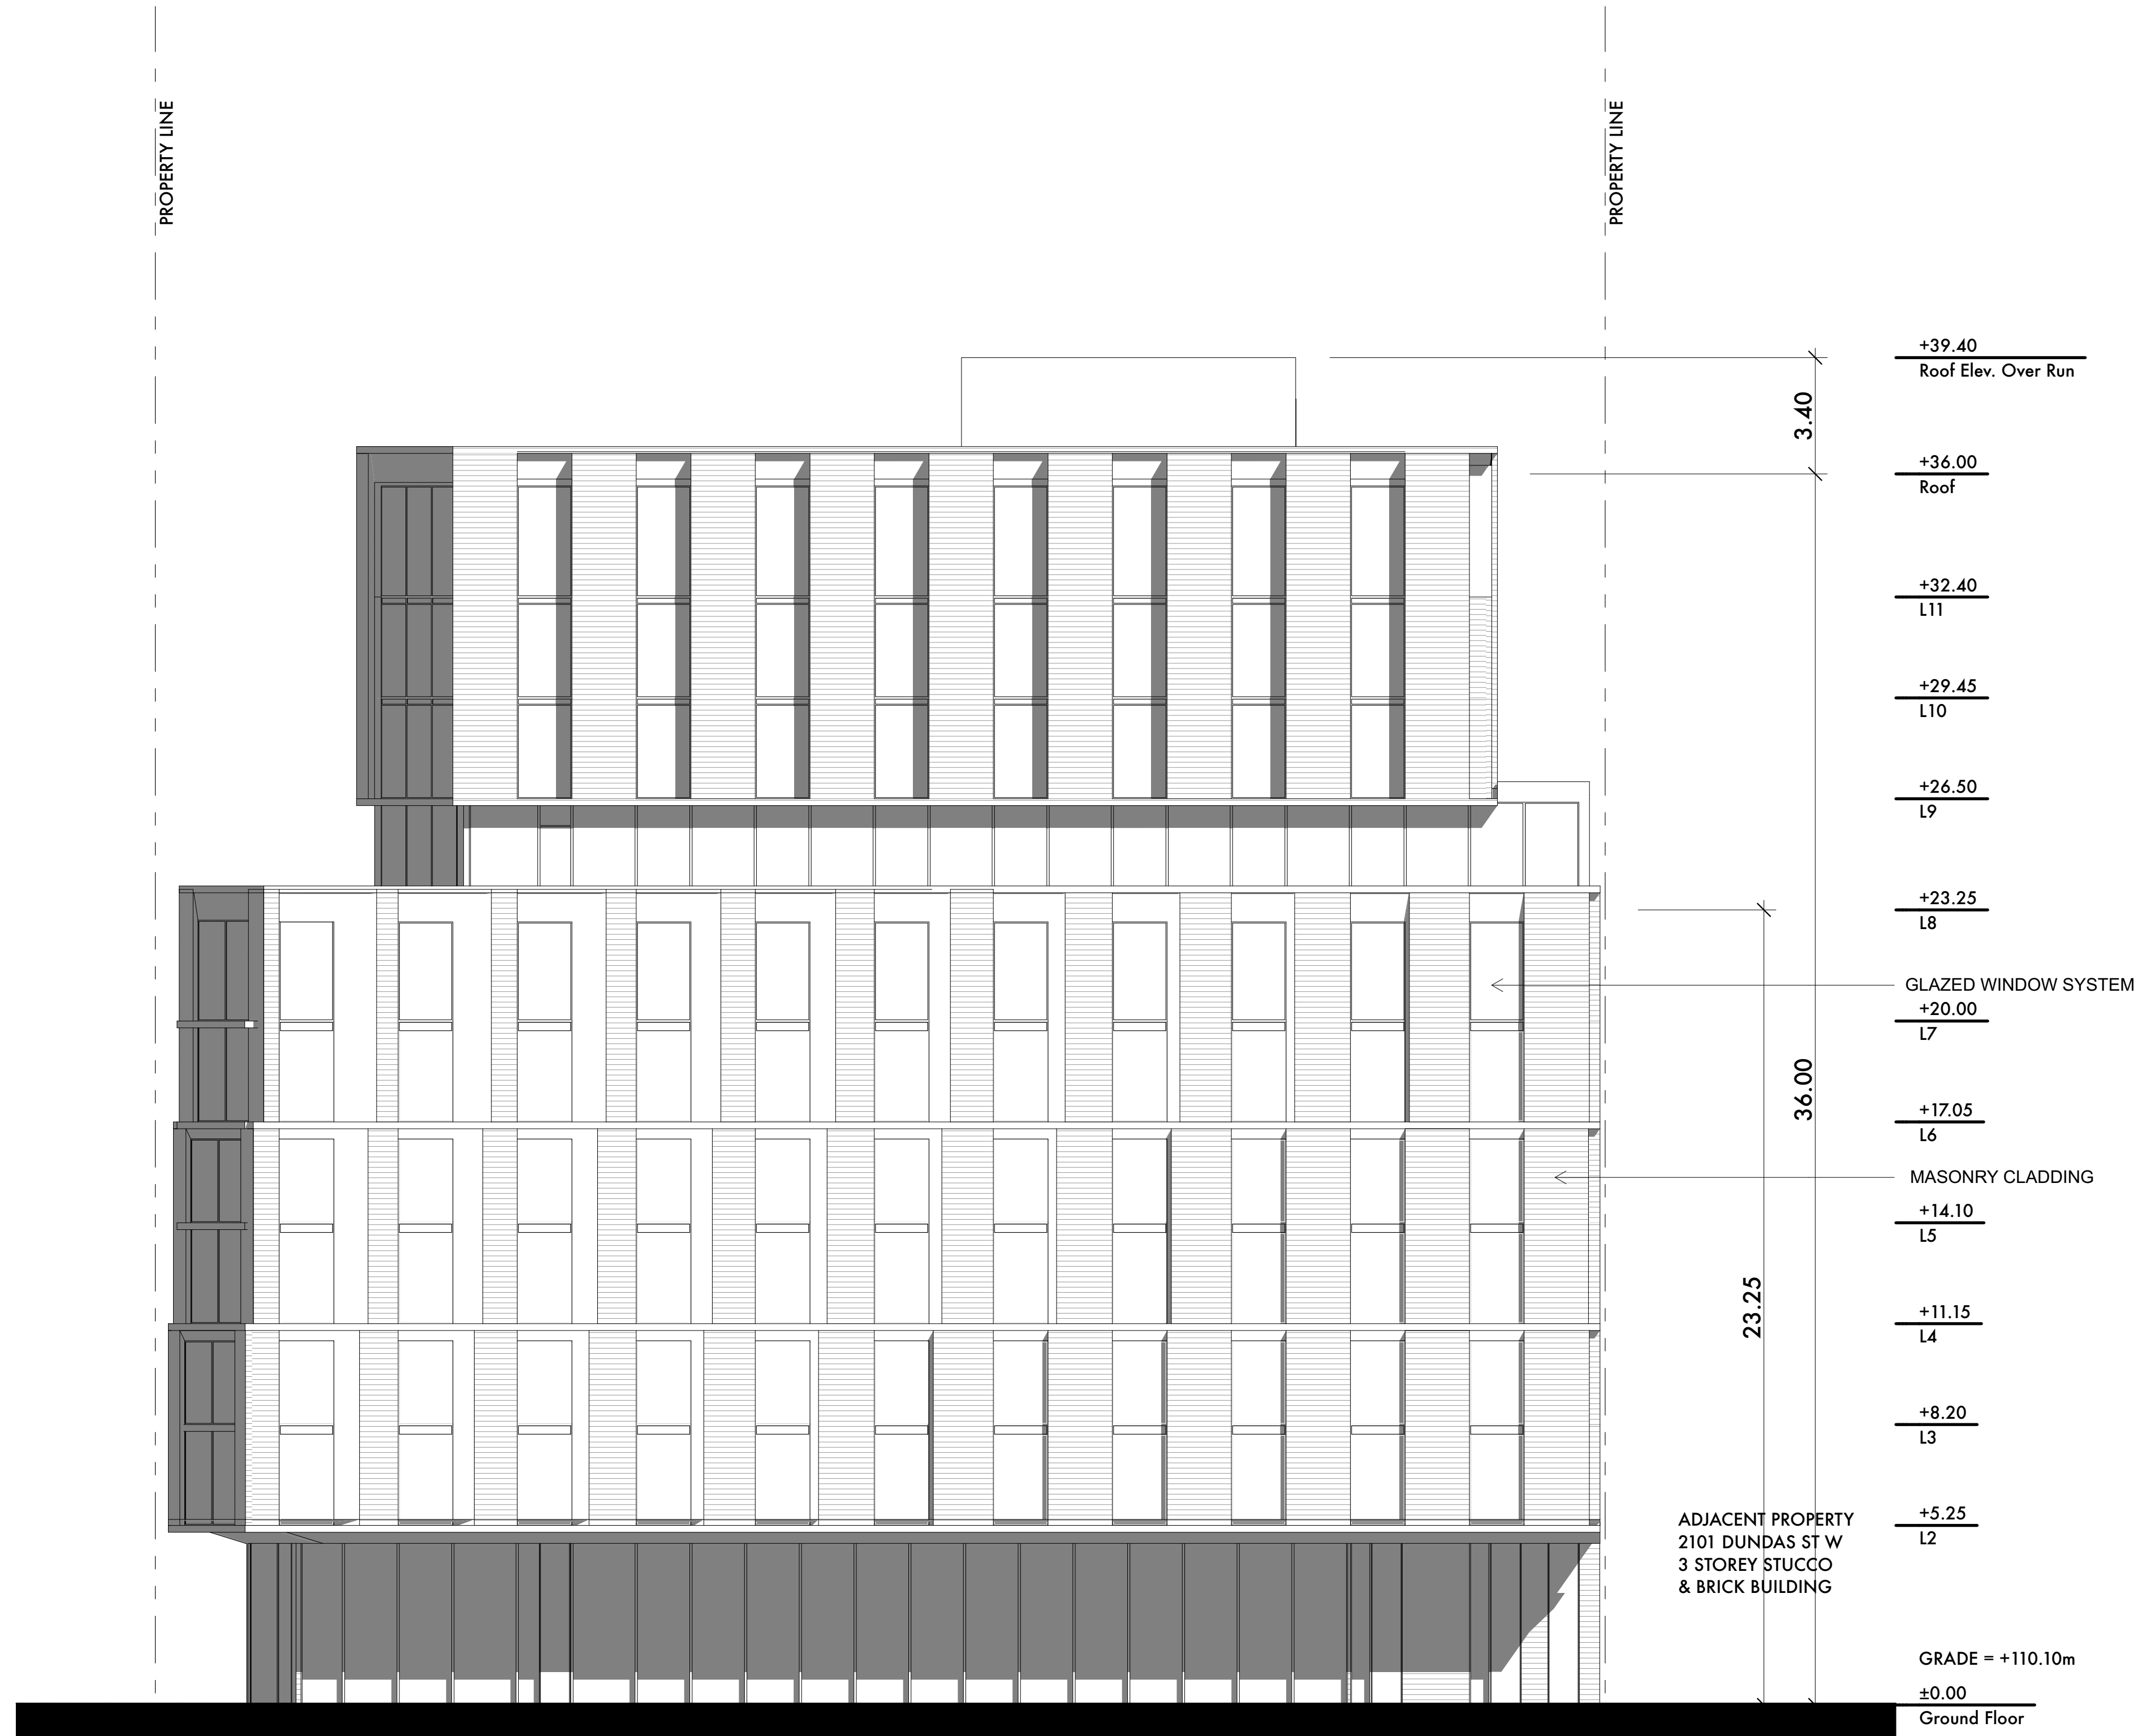 PROPERTY LINE
PROPERTY LINE
+39.40
Roof Elev. Over Run
3.40
+36.00
Roof
+32.40
L11
+29.45
L10
+26.50
L9
+23.25
L8
GLAZED WINDOW SYSTEM
+20.00
L7
36.00
+17.05
L6
MASONRY CLADDING
+14.10
L5
23.25
+11.15
L4
+8.20
L3
+5.25
L2
ADJACENT PROPERTY
2101 DUNDAS ST W
3 STOREY STUCCO
& BRICK BUILDING
GRADE = +110.10m
±0.00
Ground Floor